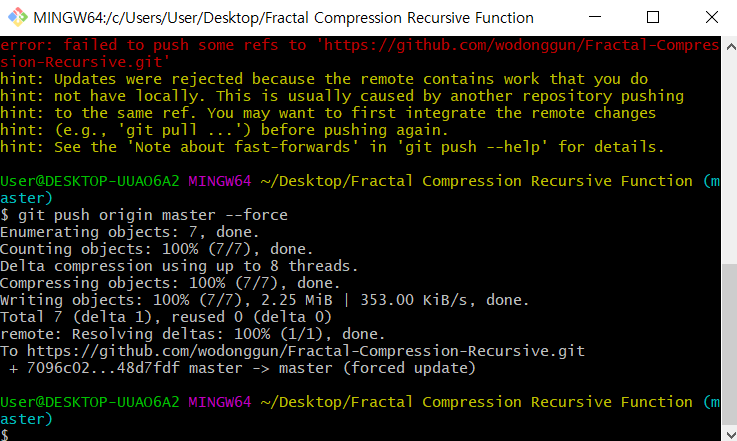 MINGW64:/c/Users/User/Desktop/Fractal Compression Recursive Function
error: failed to push some refs to 'https://github.com/wodonggun/Fractal-Compres
sion-Recursive.git'
hint: Updates were rejected because the remote contains work that you do
hint: not have locally. This is usually caused by another repository pushing
hint: to the same ref. You may want to first integrate the remote changes
hint: (e.g., 'git pull ...') before pushing again.
hint: See the 'Note about fast-forwards' in 'git push --help' for details.
User@DESKTOP-UUAO6A2 MINGW64 ~/Desktop/Fractal Compression Recursive Function (m
aster)
$ git push origin master --force
Enumerating objects: 7, done.
Counting objects: 100% (7/7), done.
Delta compression using up to 8 threads.
Compressing objects: 100% (7/7), done.
Writing objects: 100% (7/7), 2.25 MiB | 353.00 KiB/s, done.
Total 7 (delta 1), reused 0 (delta 0)
remote: Resolving deltas: 100% (1/1), done.
To https://github.com/wodonggun/Fractal-Compression-Recursive.git
 + 7096c02...48d7fdf master -> master (forced update)
User@DESKTOP-UUAO6A2 MINGW64 ~/Desktop/Fractal Compression Recursive Function (m
aster)
$